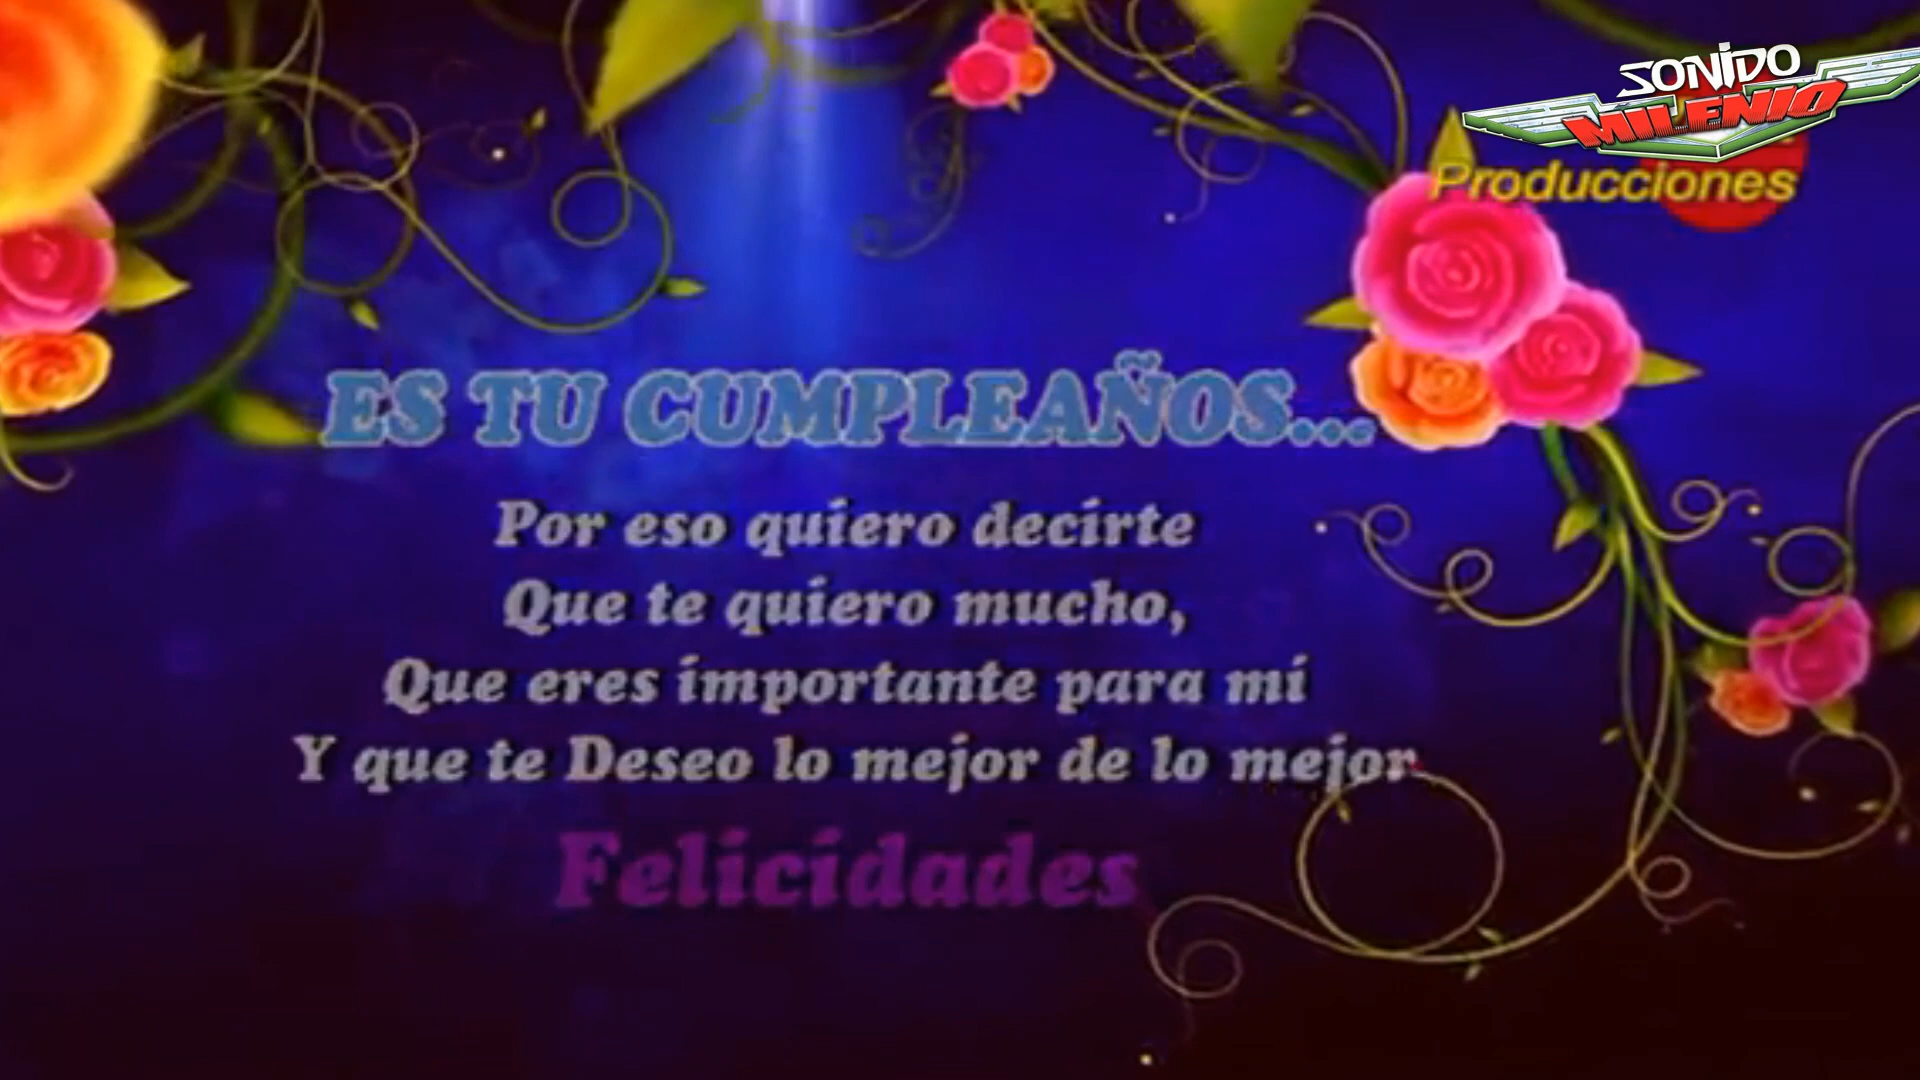 SONIDO
MILENIO
Producciones
ES TU CUMPLEAÑOS...
Por eso quiero decirte
Que te quiero mucho,
Que eres importante para mi
Y que te Deseo lo mejor de lo mejor
Felicidades